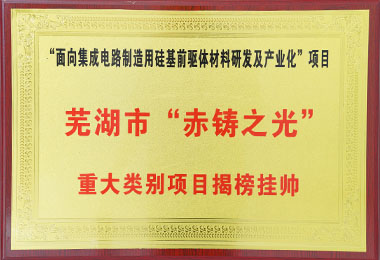 “面向集成电路制造用硅基前驱体材料研发及产业化”项目
芜湖市“赤铸之光”
重大类别项目揭榜挂帅